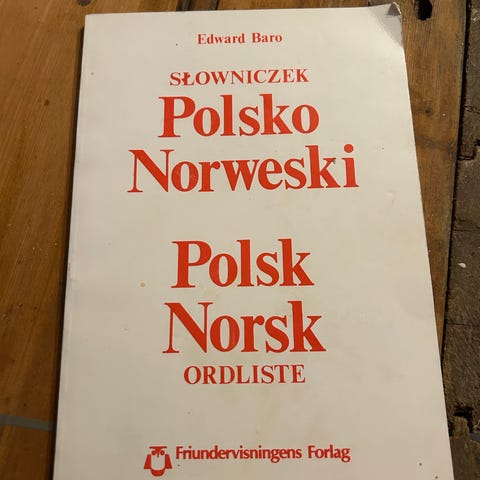 Edward Baro
SŁOWNICZEK
Polsko
Norweski
Polsk
Norsk
ORDLISTE
Friundervisningens Forlag